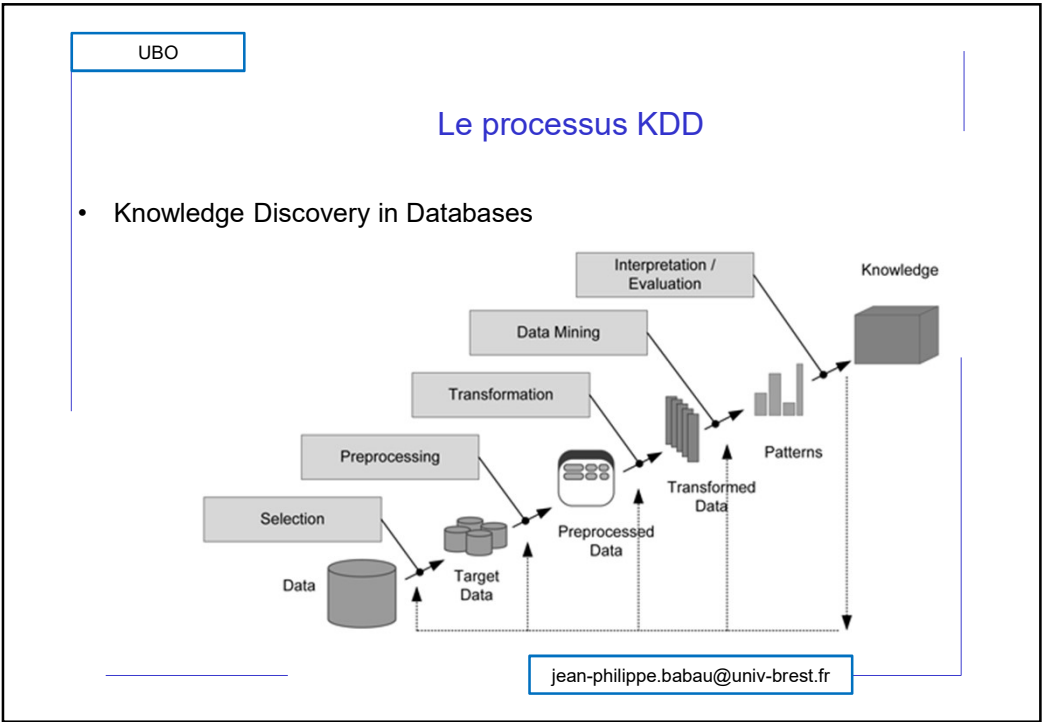 UBO
Le processus KDD
• Knowledge Discovery in Databases
Interpretation /
Evaluation
Knowledge
Data Mining
Transformation
Patterns
Preprocessing
Transformed
Data
Selection
Preprocessed
Data
Data
Target
Data
jean-philippe.babau@univ-brest.fr